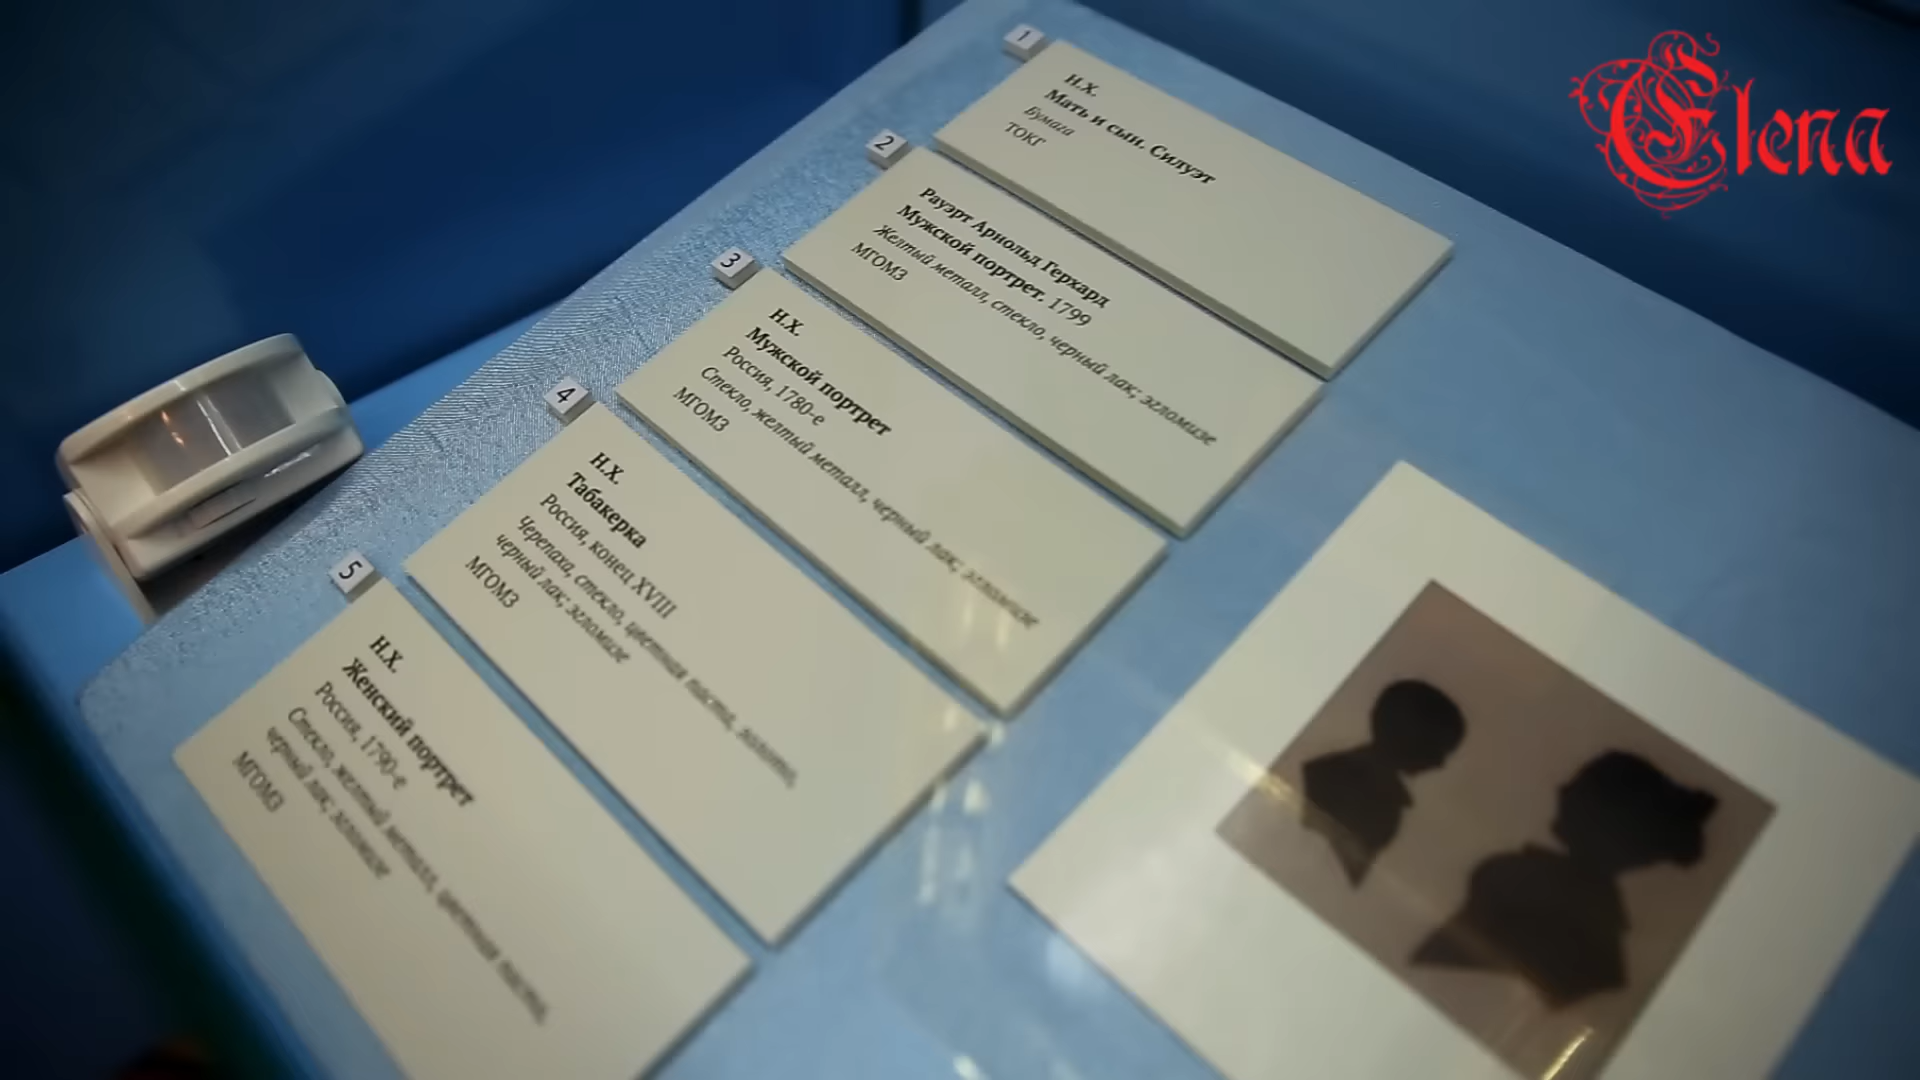 Elena
1
Н.Х.
Мать и сын. Силуэт
Бумага
ТОКГ
2
Рауэрт Арнольд Герхард
Мужской портрет. 1799
Желтый металл, стекло, черный лак; эгломизе
МГОМЗ
3
Н.Х.
Мужской портрет
Россия, 1780-е
Стекло, желтый металл, черный лак; эгломизе
МГОМЗ
4
Н.Х.
Табакерка
Россия, конец XVIII
Черепаха, стекло, цветная паста, золото,
черный лак; эгломизе
МГОМЗ
5
Н.Х.
Женский портрет
Россия, 1790-е
Стекло, желтый металл, цветная паста,
черный лак; эгломизе
МГОМЗ